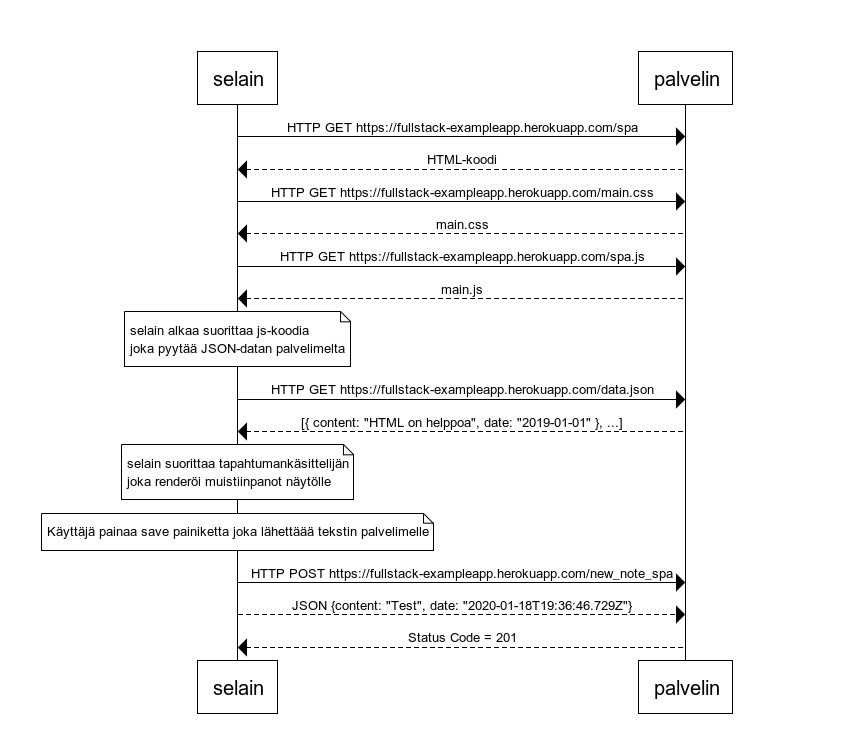 selain
palvelin
HTTP GET https://fullstack-exampleapp.herokuapp.com/spa
HTML-koodi
HTTP GET https://fullstack-exampleapp.herokuapp.com/main.css
main.css
HTTP GET https://fullstack-exampleapp.herokuapp.com/spa.js
main.js
selain alkaa suorittaa js-koodia
joka pyytää JSON-datan palvelimelta
HTTP GET https://fullstack-exampleapp.herokuapp.com/data.json
[{ content: "HTML on helppoa", date: "2019-01-01" }, ...]
selain suorittaa tapahtumankäsittelijän
joka renderöi muistiinpanot näytölle
Käyttäjä painaa save painiketta joka lähettäää tekstin palvelimelle
HTTP POST https://fullstack-exampleapp.herokuapp.com/new_note_spa
JSON {content: "Test", date: "2020-01-18T19:36:46.729Z"}
Status Code = 201
selain
palvelin